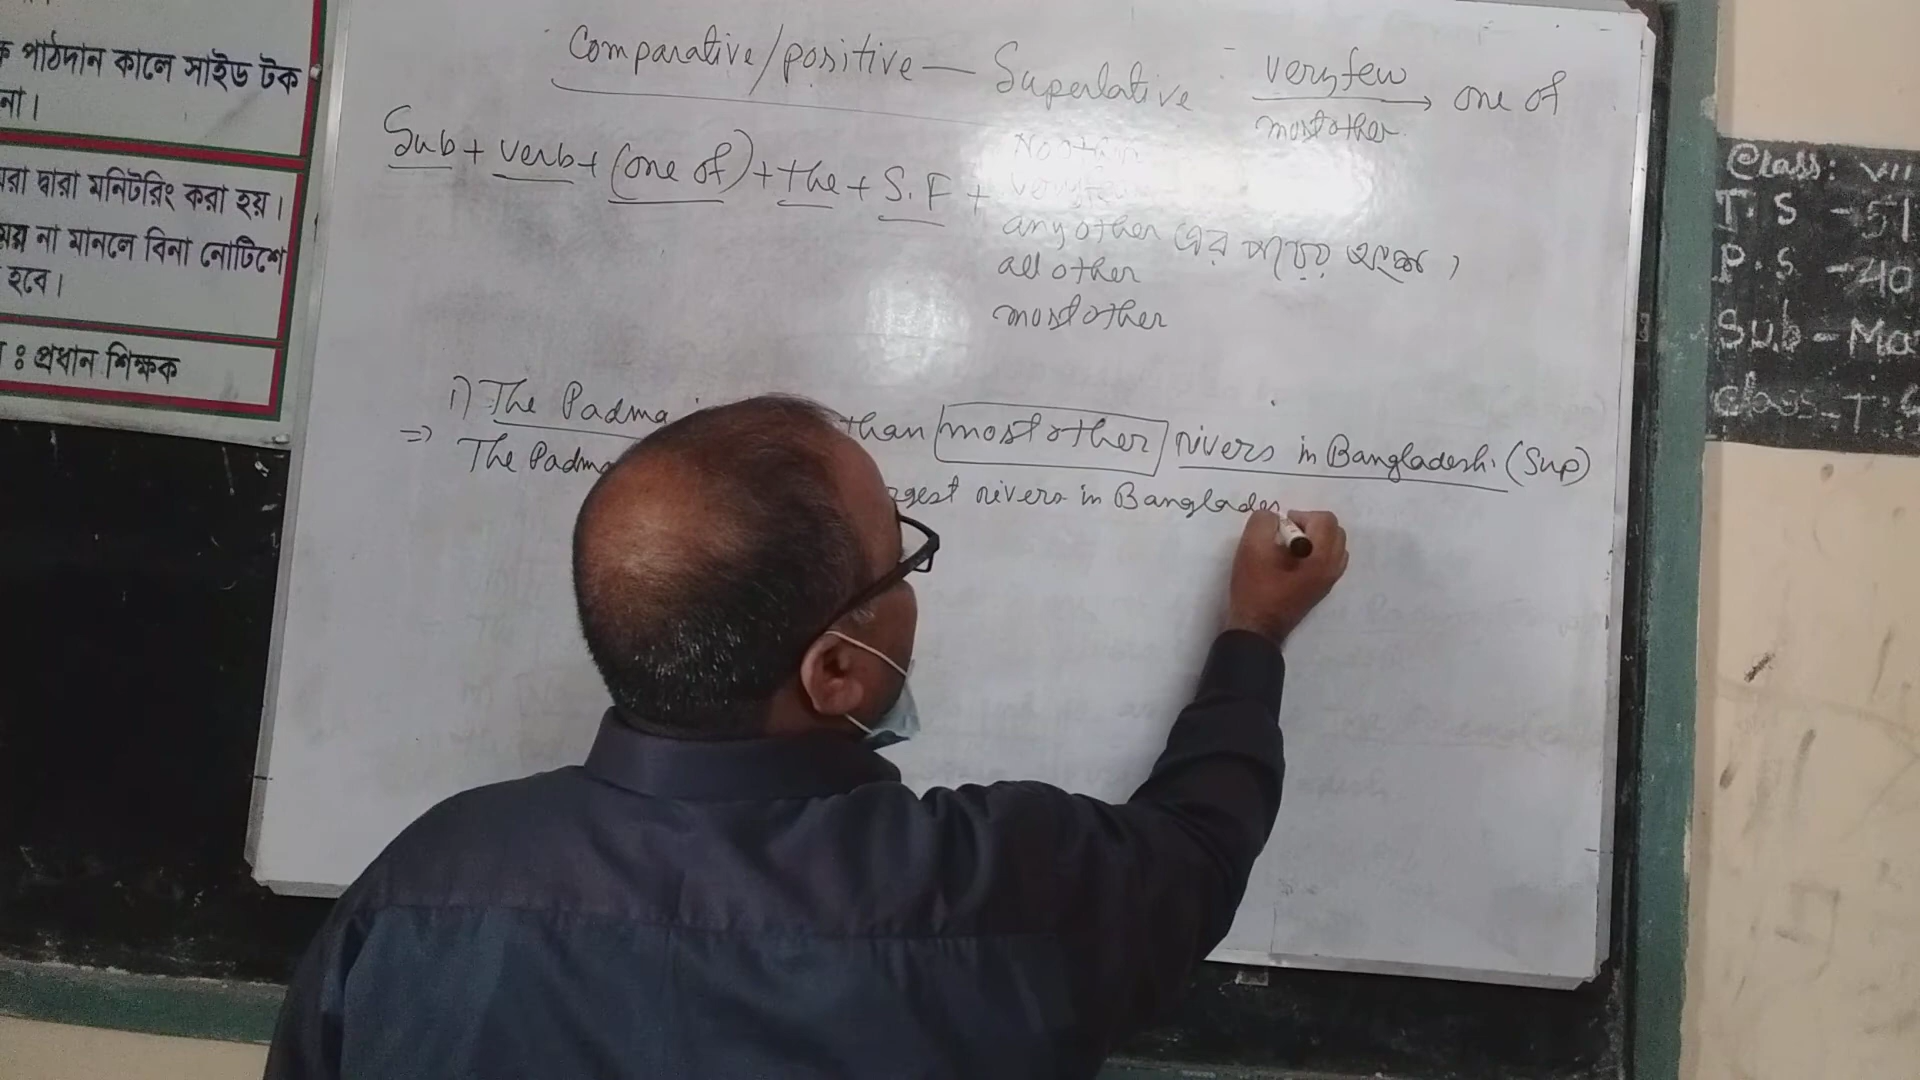 পাঠদান কালে সাইড টক
না।
রা দ্বারা মনিটরিং করা হয়।
না মানলে বিনা নোটিশে
হবে।
: প্রধান শিক্ষক
Comparative/positive — Superlative
very few
most other → one of
Sub + verb + (one of) + the + S.F +
No other
very few
any other এর পরের অংশ,
all other
most other
i) The Padma than most other rivers in Bangladesh. (Sup)
⇒ The Padma gest rivers in Banglades
Class: VII
T.S - 51
P.S - 40
Sub - Ma
Class - T: